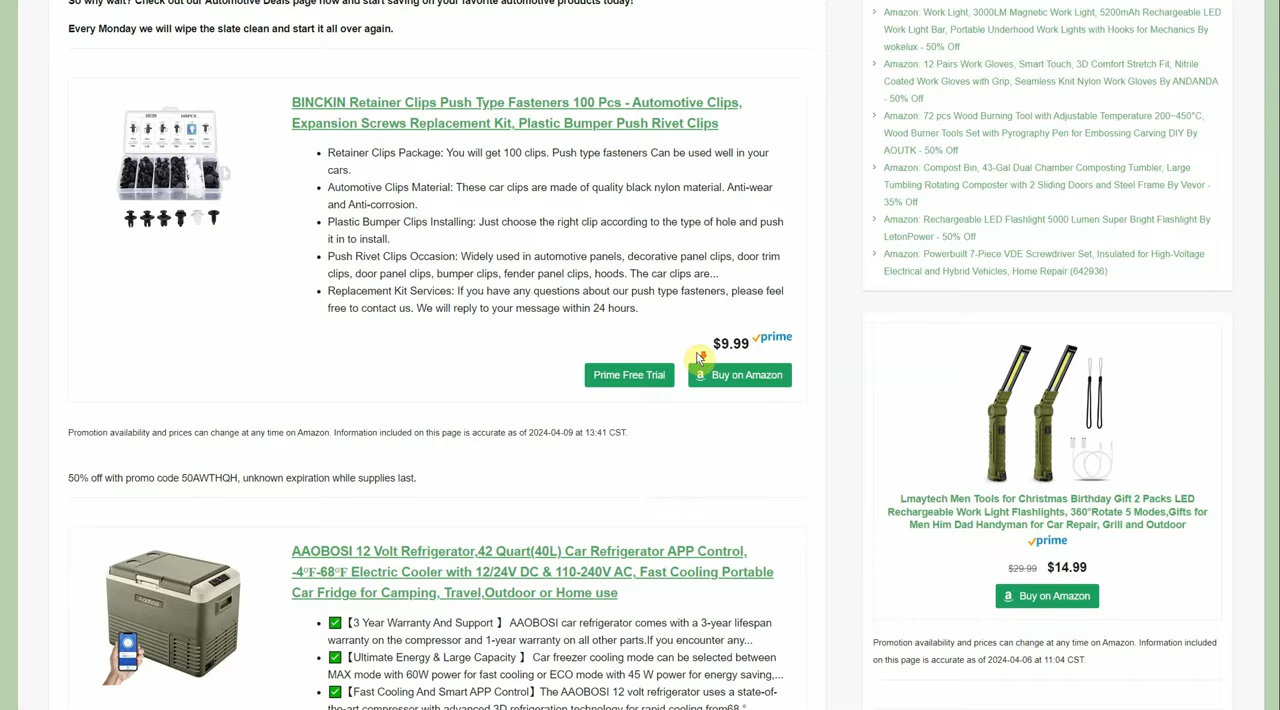 So why wait? Check out our Automotive Deals page now and start saving on your favorite automotive products today!
Every Monday we will wipe the slate clean and start it all over again.
BINCKIN Retainer Clips Push Type Fasteners 100 Pcs - Automotive Clips,
Expansion Screws Replacement Kit, Plastic Bumper Push Rivet Clips
• Retainer Clips Package: You will get 100 clips. Push type fasteners Can be used well in your
cars.
• Automotive Clips Material: These car clips are made of quality black nylon material. Anti-wear
and Anti-corrosion.
• Plastic Bumper Clips Installing: Just choose the right clip according to the type of hole and push
it in to install.
• Push Rivet Clips Occasion: Widely used in automotive panels, decorative panel clips, door trim
clips, door panel clips, bumper clips, fender panel clips, hoods. The car clips are...
• Replacement Kit Services: If you have any questions about our push type fasteners, please feel
free to contact us. We will reply to your message within 24 hours.
$9.99 prime
Prime Free Trial
Buy on Amazon
Promotion availability and prices can change at any time on Amazon. Information included on this page is accurate as of 2024-04-09 at 13:41 CST.
50% off with promo code 50AWTHQH, unknown expiration while supplies last.
AAOBOSI 12 Volt Refrigerator,42 Quart(40L) Car Refrigerator APP Control,
-4℉-68℉ Electric Cooler with 12/24V DC & 110-240V AC, Fast Cooling Portable
Car Fridge for Camping, Travel,Outdoor or Home use
• ✅【3 Year Warranty And Support 】 AAOBOSI car refrigerator comes with a 3-year lifespan
warranty on the compressor and 1-year warranty on all other parts.If you encounter any...
• ✅【Ultimate Energy & Large Capacity 】 Car freezer cooling mode can be selected between
MAX mode with 60W power for fast cooling or ECO mode with 45 W power for energy saving,...
• ✅【Fast Cooling And Smart APP Control】The AAOBOSI 12 volt refrigerator uses a state-of-
the-art compressor with advanced 3D refrigeration technology for rapid cooling from68 °
Amazon: Work Light, 3000LM Magnetic Work Light, 5200mAh Rechargeable LED
Work Light Bar, Portable Underhood Work Lights with Hooks for Mechanics By
wokelux - 50% Off
Amazon: 12 Pairs Work Gloves, Smart Touch, 3D Comfort Stretch Fit, Nitrile
Coated Work Gloves with Grip, Seamless Knit Nylon Work Gloves By ANDANDA
- 50% Off
Amazon: 72 pcs Wood Burning Tool with Adjustable Temperature 200~450°C,
Wood Burner Tools Set with Pyrography Pen for Embossing Carving DIY By
AOUTK - 50% Off
Amazon: Compost Bin, 43-Gal Dual Chamber Composting Tumbler, Large
Tumbling Rotating Composter with 2 Sliding Doors and Steel Frame By Vevor -
35% Off
Amazon: Rechargeable LED Flashlight 5000 Lumen Super Bright Flashlight By
LetonPower - 50% Off
Amazon: Powerbuilt 7-Piece VDE Screwdriver Set, Insulated for High-Voltage
Electrical and Hybrid Vehicles, Home Repair (642936)
Lmaytech Men Tools for Christmas Birthday Gift 2 Packs LED
Rechargeable Work Light Flashlights, 360°Rotate 5 Modes,Gifts for
Men Him Dad Handyman for Car Repair, Grill and Outdoor
prime
$29.99 $14.99
Buy on Amazon
Promotion availability and prices can change at any time on Amazon. Information included
on this page is accurate as of 2024-04-06 at 11:04 CST.